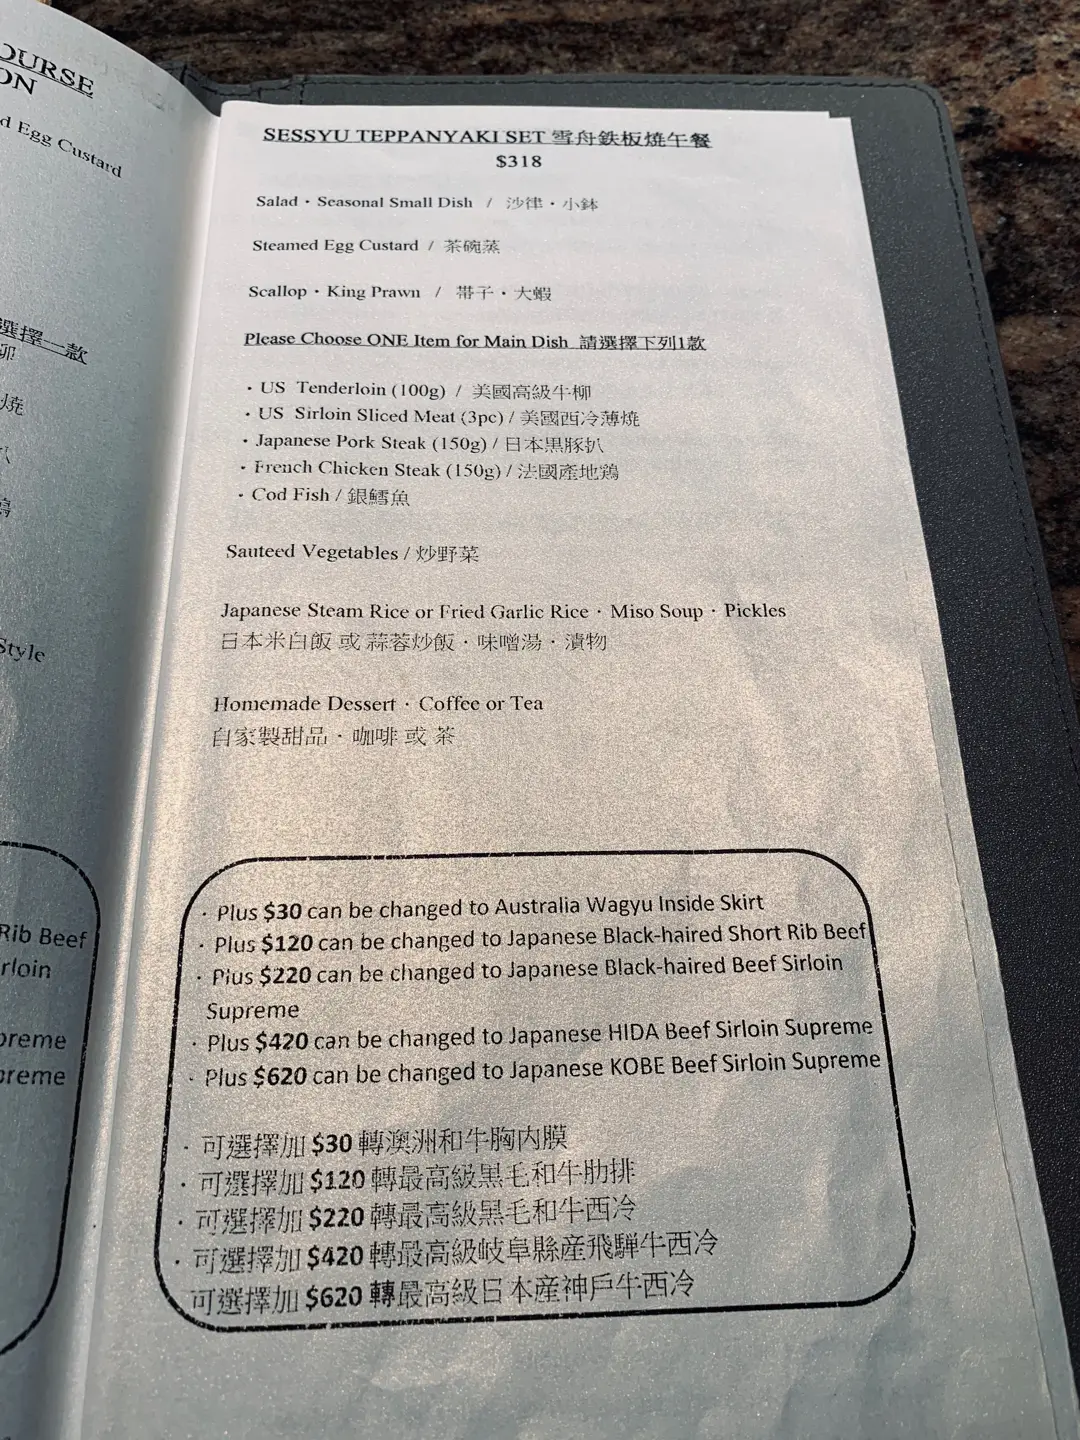 OURSE
ON
d Egg Custard
選擇一款
卯
燒
Style
Rib Beef
rloin
preme
preme
SESSYU TEPPANYAKI SET 雪舟鉄板燒午餐
$318
Salad・Seasonal Small Dish / 沙律・小鉢
Steamed Egg Custard / 茶碗蒸
Scallop・King Prawn / 帶子・大蝦
Please Choose ONE Item for Main Dish 請選擇下列1款
・US Tenderloin (100g) / 美國高級牛柳
・US Sirloin Sliced Meat (3pc) / 美國西冷薄燒
・Japanese Pork Steak (150g) / 日本黒豚扒
・French Chicken Steak (150g) / 法國產地鶏
・Cod Fish / 銀鱈魚
Sauteed Vegetables / 炒野菜
Japanese Steam Rice or Fried Garlic Rice・Miso Soup・Pickles
日本米白飯 或 蒜蓉炒飯・味噌湯・漬物
Homemade Dessert・Coffee or Tea
自家製甜品・咖啡 或 茶
・Plus $30 can be changed to Australia Wagyu Inside Skirt
・Plus $120 can be changed to Japanese Black-haired Short Rib Beef
・Plus $220 can be changed to Japanese Black-haired Beef Sirloin
Supreme
・Plus $420 can be changed to Japanese HIDA Beef Sirloin Supreme
・Plus $620 can be changed to Japanese KOBE Beef Sirloin Supreme
・可選擇加 $30 轉澳洲和牛胸内膜
・可選擇加 $120 轉最高級黒毛和牛肋排
・可選擇加 $220 轉最高級黒毛和牛西冷
・可選擇加 $420 轉最高級岐阜縣産飛騨牛西冷
可選擇加 $620 轉最高級日本産神戶牛西冷